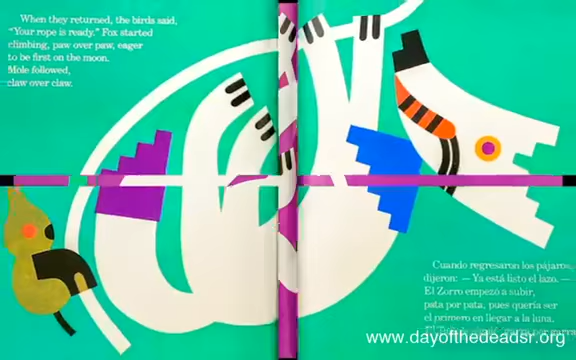 When they returned, the birds said,
"Your rope is ready." Fox started
climbing, paw over paw, eager
to be first on the moon.
Mole followed,
claw over claw.
Cuando regresaron los pájaros,
dijeron: —Ya está listo el lazo.—
El Zorro empezó a subir,
pata por pata, pues quería ser
el primero en llegar a la luna.
garra por garra
www.dayofthedeadsr.org